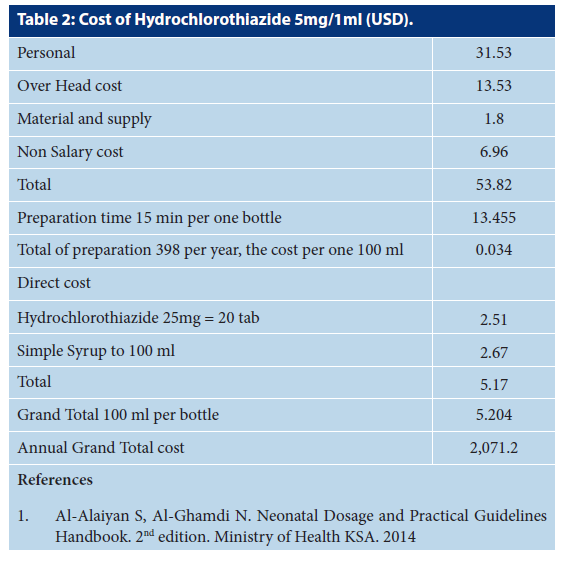 Table 2: Cost of Hydrochlorothiazide 5mg/1ml (USD).
Personal 31.53
Over Head cost 13.53
Material and supply 1.8
Non Salary cost 6.96
Total 53.82
Preparation time 15 min per one bottle 13.455
Total of preparation 398 per year, the cost per one 100 ml 0.034
Direct cost
Hydrochlorothiazide 25mg = 20 tab 2.51
Simple Syrup to 100 ml 2.67
Total 5.17
Grand Total 100 ml per bottle 5.204
Annual Grand Total cost 2,071.2
References
1. Al-Alaiyan S, Al-Ghamdi N. Neonatal Dosage and Practical Guidelines
Handbook. 2nd edition. Ministry of Health KSA. 2014